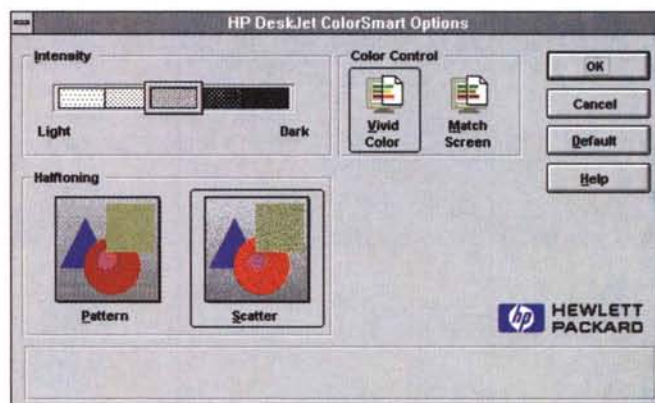 HP DeskJet ColorSmart Options
Intensity
Light
Dark
Color Control
Vivid
Color
Match
Screen
OK
Cancel
Default
Help
Halftoning
Pattern
Scatter
hp HEWLETT
PACKARD